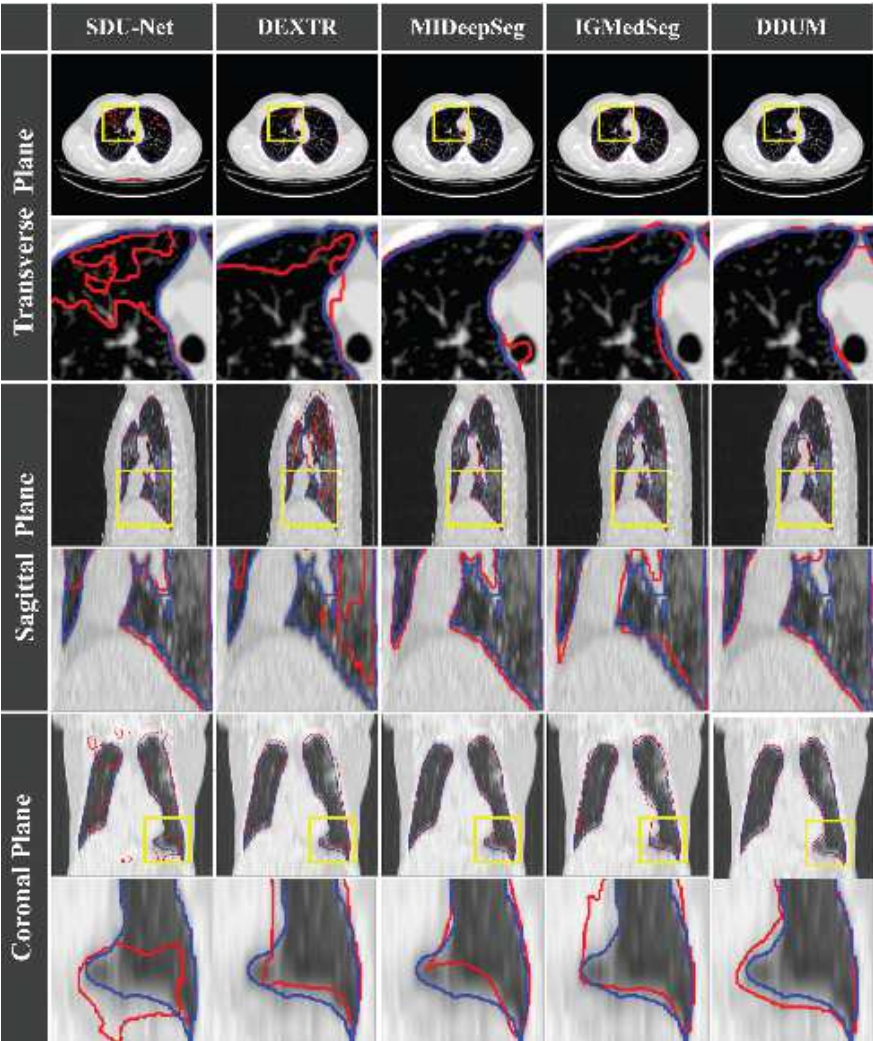 SDU-Net DEXTR MIDeepSeg IGMedSeg DDUM
Transverse Plane
Sagittal Plane
Coronal Plane